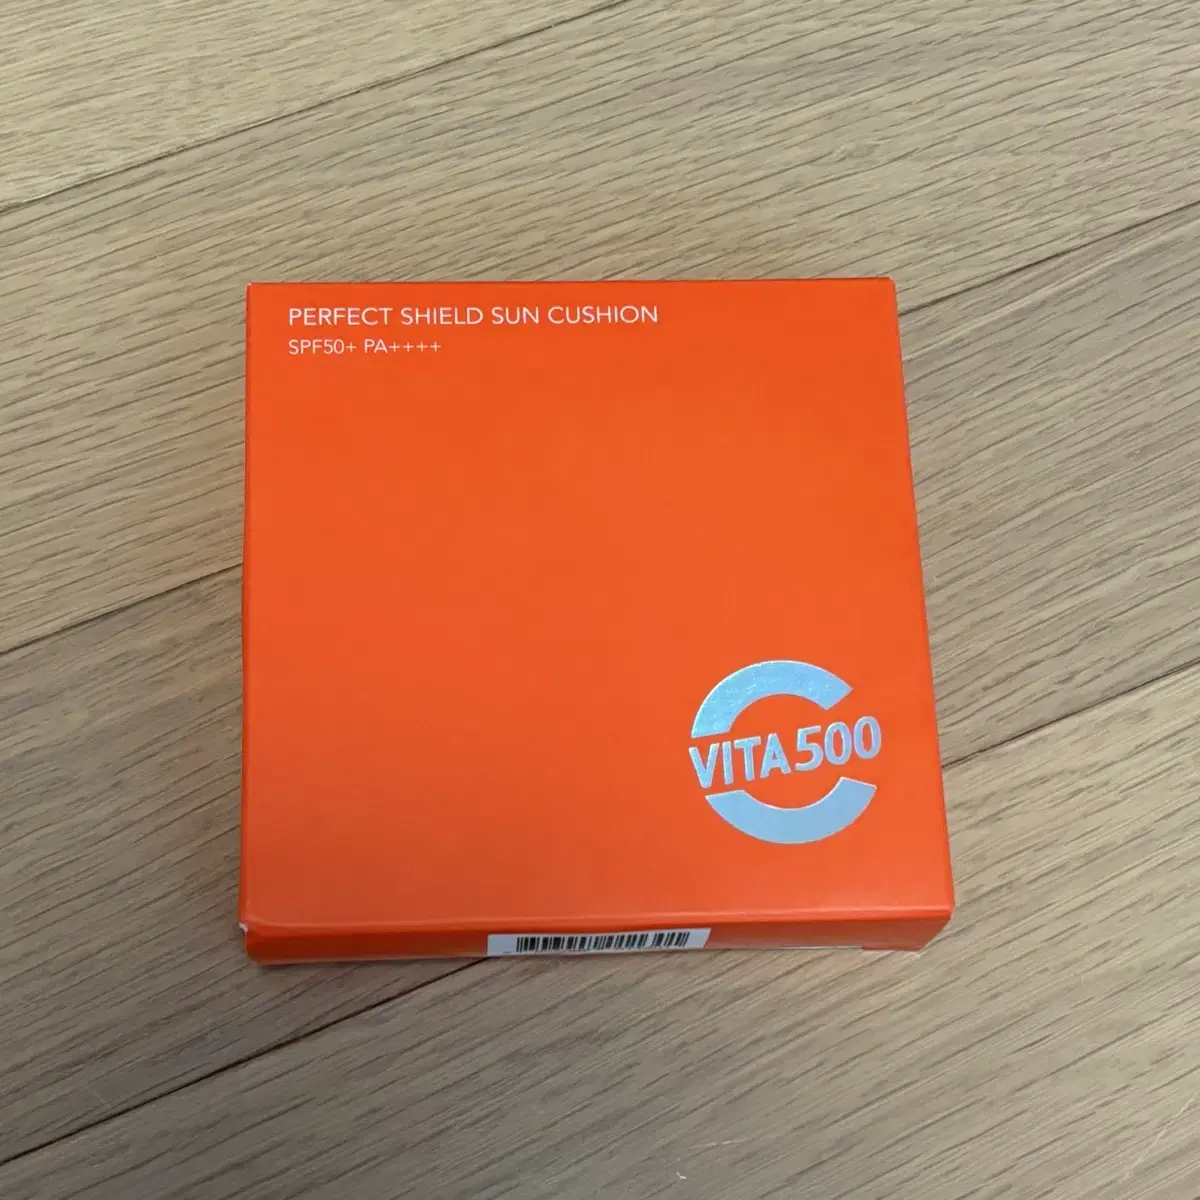 PERFECT SHIELD SUN CUSHION
SPF50+ PA++++
VITA500